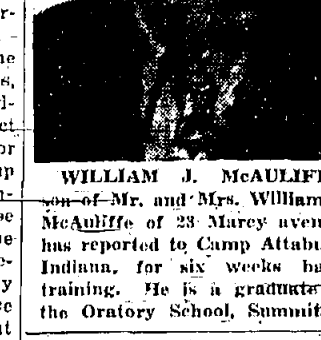 r-
s,
or
WILLIAM J. McAULIFF
son of Mr. and Mrs. William
McAuliffe of 23 Marcy aven
has reported to Camp Attabu
Indiana, for six weeks ba
training. He is a graduate
the Oratory School, Summit